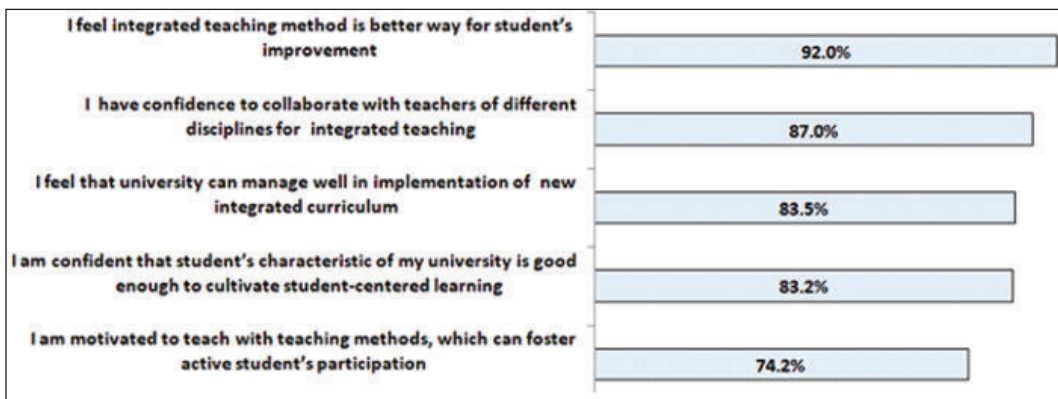 I feel integrated teaching method is better way for student's
improvement
92.0%
I have confidence to collaborate with teachers of different
disciplines for integrated teaching
87.0%
I feel that university can manage well in implementation of new
integrated curriculum
83.5%
I am confident that student's characteristic of my university is good
enough to cultivate student-centered learning
83.2%
I am motivated to teach with teaching methods, which can foster
active student's participation
74.2%